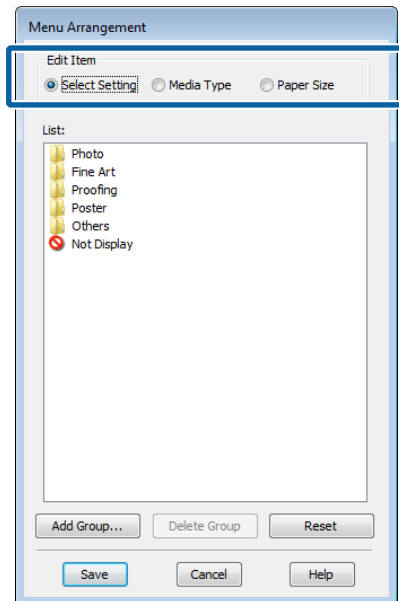 Menu Arrangement
Edit Item
Select Setting Media Type Paper Size
List:
Photo
Fine Art
Proofing
Poster
Others
Not Display
Add Group... Delete Group Reset
Save Cancel Help